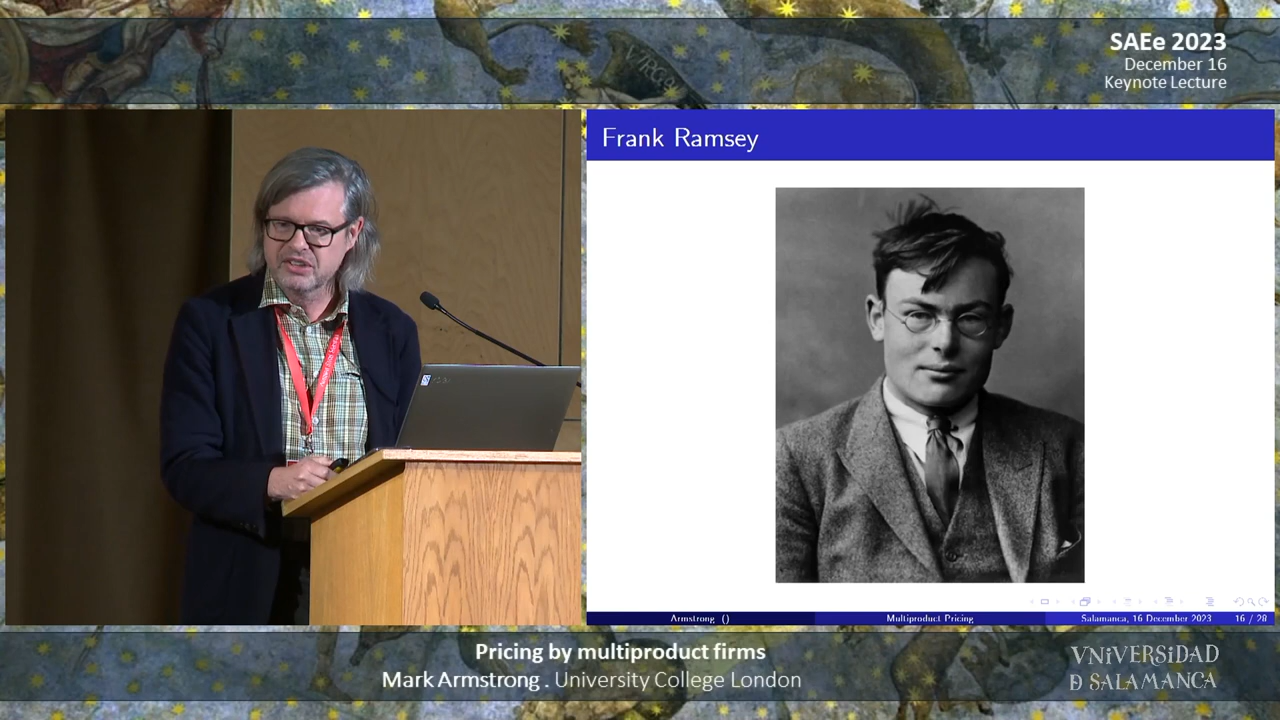 VIRGO
SAEe 2023
December 16
Keynote Lecture
Frank Ramsey
Armstrong ()
Multiproduct Pricing
Salamanca, 16 December 2023
16 / 28
Pricing by multiproduct firms
Mark Armstrong . University College London
VNiVERSiDAD
Ð SALAMANCA